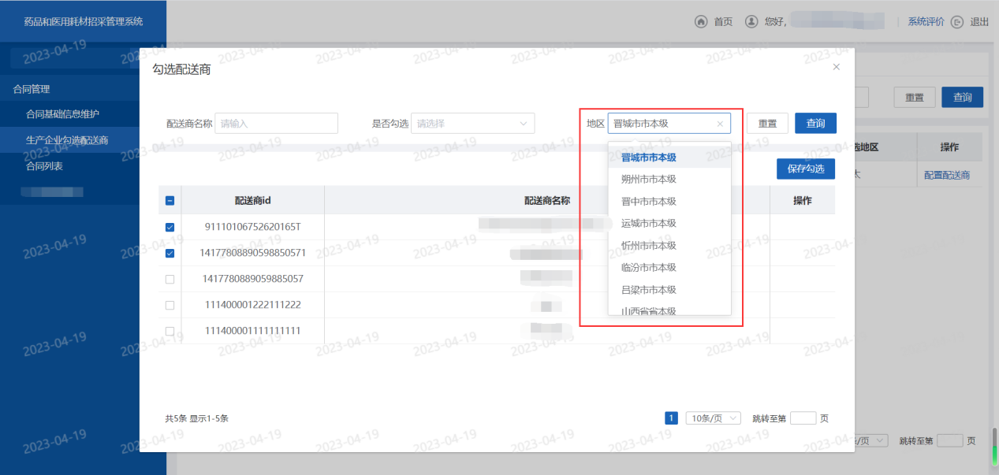 药品和医用耗材招采管理系统
首页 您好, 系统评价 退出
合同管理
合同基础信息维护
生产企业勾选配送商
合同列表
重置 查询
选地区 操作
配置配送商
勾选配送商
配送商名称 请输入 是否勾选 请选择 地区 晋城市市本级 重置 查询
晋城市市本级
朔州市市本级
晋中市市本级
运城市市本级
忻州市市本级
临汾市市本级
吕梁市市本级
山西省省本级
保存勾选
配送商id 配送商名称 操作
91110106752620165T
14177808890598850571
1417780889059885057
111400001222111222
111400001111111111
共5条 显示1-5条 1 10条/页 跳转至第 页
条/页 跳转至第 页
2023-04-19